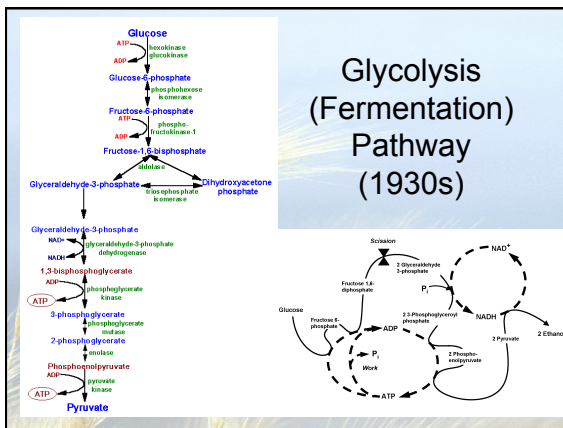 Glucose
ATP
hexokinase
glucokinase
ADP
Glucose-6-phosphate
phosphohexose
isomerase
Fructose-6-phosphate
ATP
phospho-
fructokinase-1
ADP
Fructose-1,6-bisphosphate
aldolase
Glyceraldehyde-3-phosphate
triosephosphate
isomerase
Dihydroxyacetone
phosphate
Glyceraldehyde-3-phosphate
NAD+
glyceraldehyde-3-phosphate
dehydrogenase
NADH
1,3-bisphosphoglycerate
ADP
phosphoglycerate
kinase
ATP
3-phosphoglycerate
phosphoglycerate
mutase
2-phosphoglycerate
enolase
Phosphoenolpyruvate
ADP
pyruvate
kinase
ATP
Pyruvate
Glycolysis
(Fermentation)
Pathway
(1930s)
Scission
2 Glyceraldehyde
3-phosphate
NAD+
Fructose 1,6-
diphosphate
Pi
Glucose
Fructose 6-
phosphate
ADP
2 3-Phosphoglyceroyl
phosphate
NADH
2 Ethanol
2 Pyruvate
Pi
Work
2 Phospho-
enolpyruvate
ATP